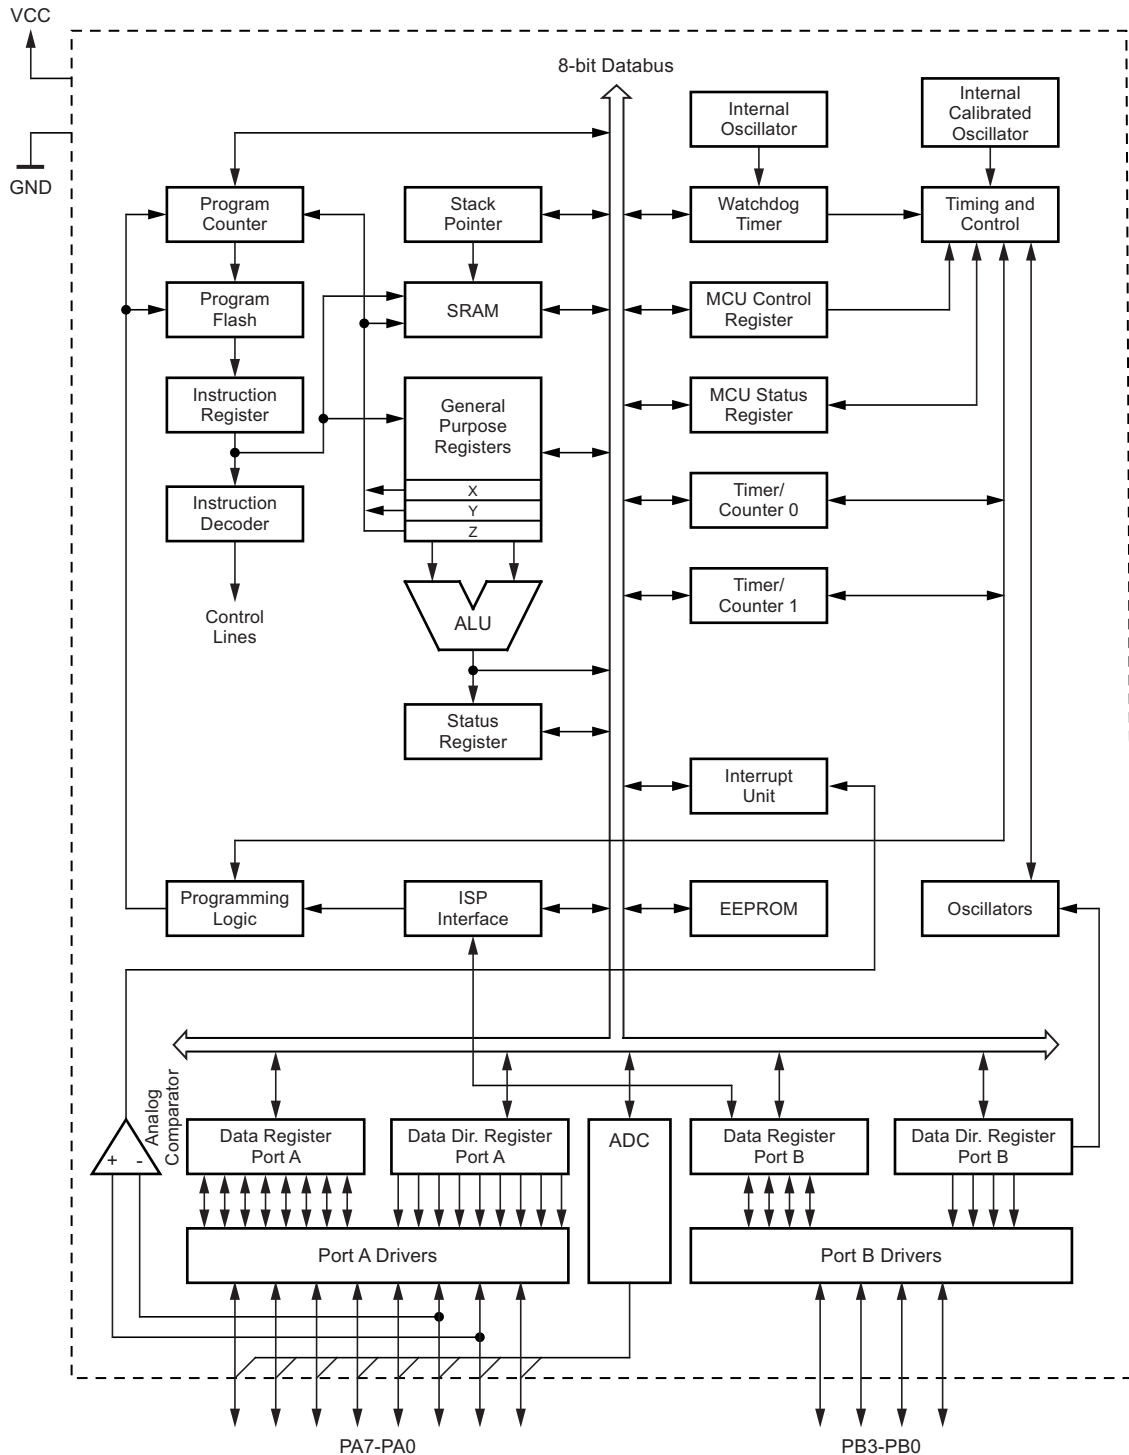 VCC
GND
8-bit Databus
Internal
Oscillator
Internal
Calibrated
Oscillator
Program
Counter
Stack
Pointer
Watchdog
Timer
Timing and
Control
Program
Flash
SRAM
MCU Control
Register
Instruction
Register
General
Purpose
Registers
X
Y
Z
MCU Status
Register
Instruction
Decoder
Timer/
Counter 0
Control
Lines
ALU
Timer/
Counter 1
Status
Register
Interrupt
Unit
Programming
Logic
ISP
Interface
EEPROM
Oscillators
Analog
Comparator
+ -
Data Register
Port A
Data Dir. Register
Port A
ADC
Data Register
Port B
Data Dir. Register
Port B
Port A Drivers
Port B Drivers
PA7-PA0
PB3-PB0